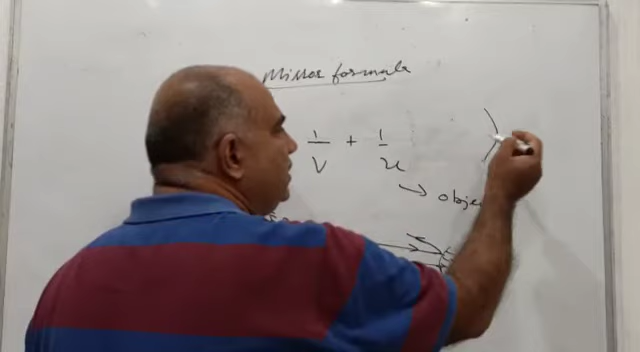 Mirror formula
1/v + 1/u
→ obje